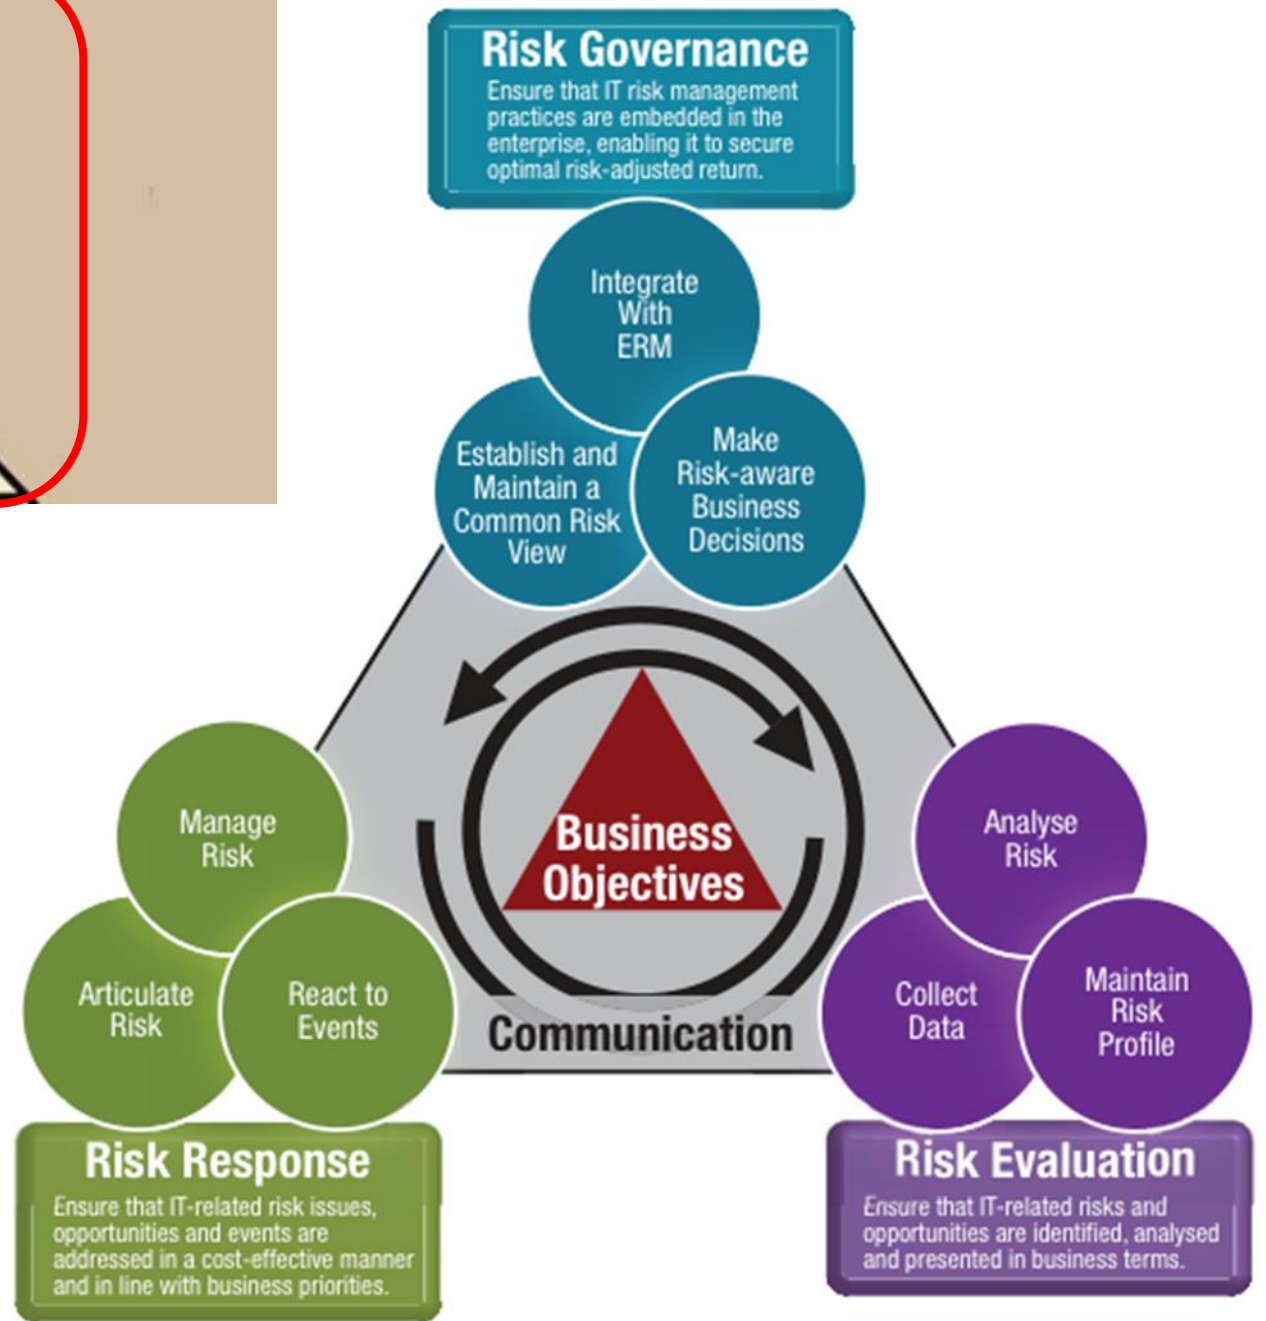 Risk Governance
Ensure that IT risk management
practices are embedded in the
enterprise, enabling it to secure
optimal risk-adjusted return.
Integrate
With
ERM
Establish and
Maintain a
Common Risk
View
Make
Risk-aware
Business
Decisions
Business
Objectives
Communication
Manage
Risk
Articulate
Risk
React to
Events
Risk Response
Ensure that IT-related risk issues,
opportunities and events are
addressed in a cost-effective manner
and in line with business priorities.
Analyse
Risk
Collect
Data
Maintain
Risk
Profile
Risk Evaluation
Ensure that IT-related risks and
opportunities are identified, analysed
and presented in business terms.